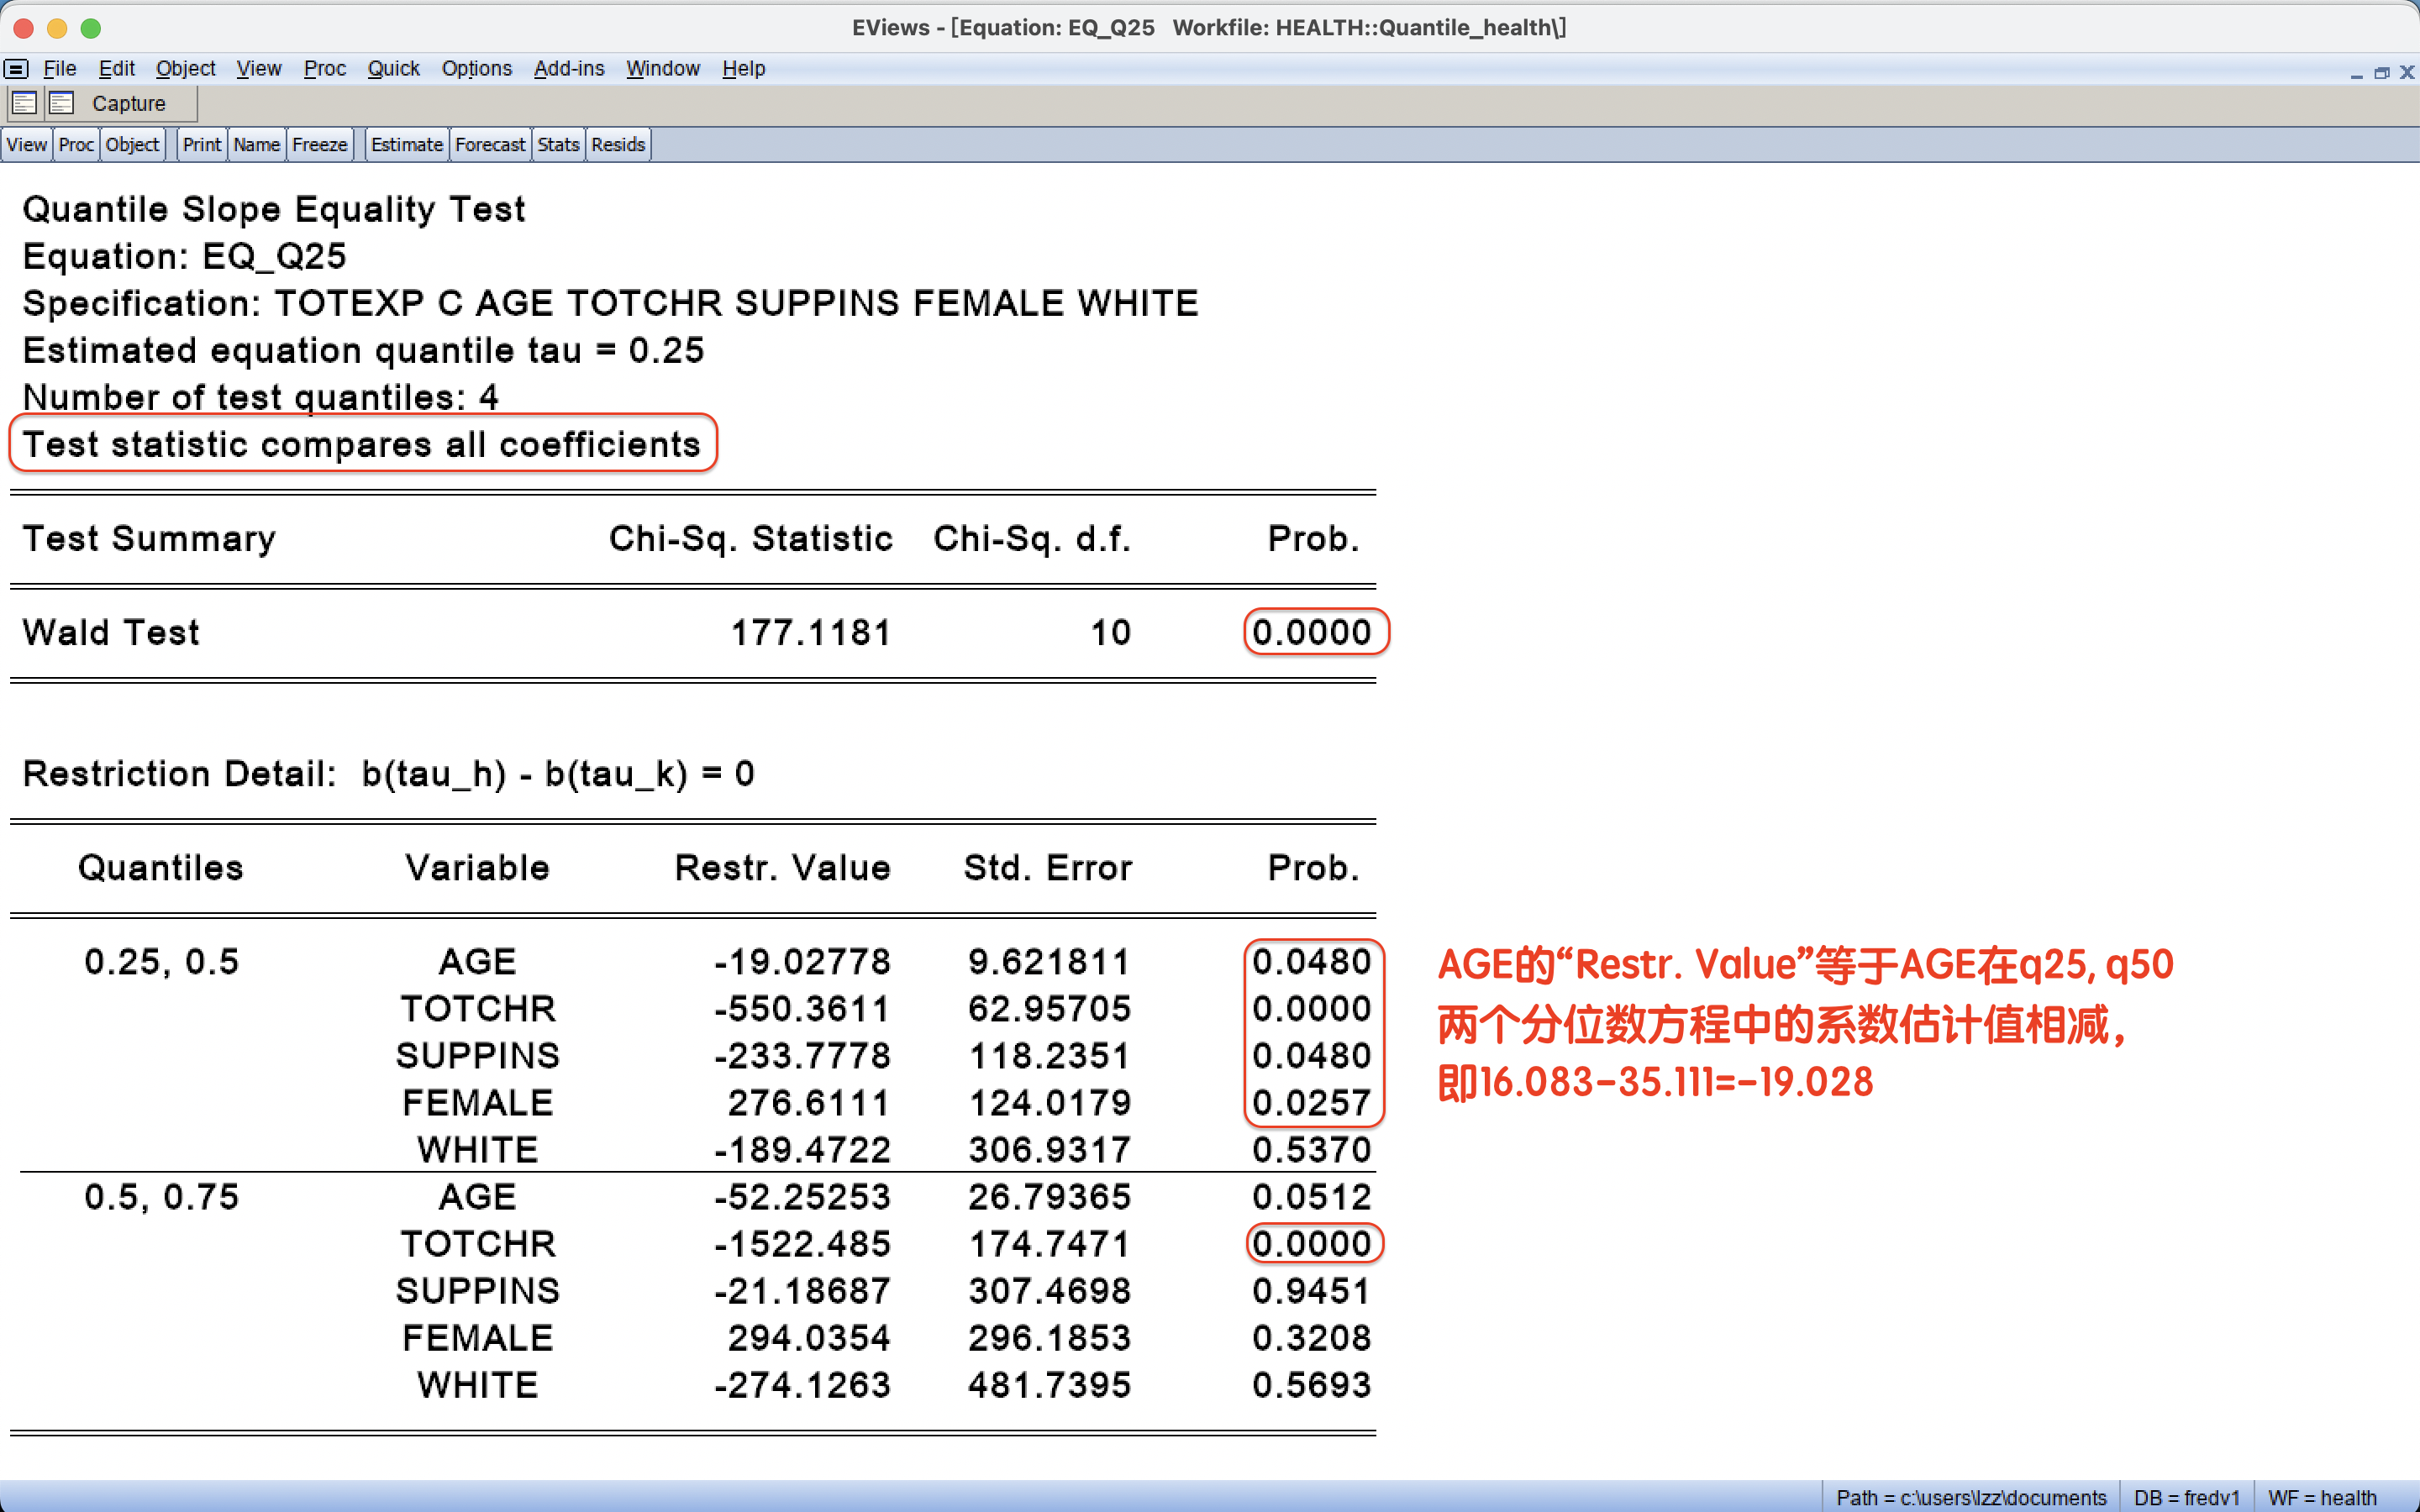 EViews - [Equation: EQ_Q25   Workfile: HEALTH::Quantile_health\]
File Edit Object View Proc Quick Options Add-ins Window Help
Capture
View Proc Object Print Name Freeze Estimate Forecast Stats Resids
Quantile Slope Equality Test
Equation: EQ_Q25
Specification: TOTEXP C AGE TOTCHR SUPPINS FEMALE WHITE
Estimated equation quantile tau = 0.25
Number of test quantiles: 4
Test statistic compares all coefficients
Test Summary Chi-Sq. Statistic Chi-Sq. d.f. Prob.
Wald Test 177.1181 10 0.0000
Restriction Detail:  b(tau_h) - b(tau_k) = 0
Quantiles Variable Restr. Value Std. Error Prob.
0.25, 0.5 AGE -19.02778 9.621811 0.0480
TOTCHR -550.3611 62.95705 0.0000
SUPPINS -233.7778 118.2351 0.0480
FEMALE 276.6111 124.0179 0.0257
WHITE -189.4722 306.9317 0.5370
0.5, 0.75 AGE -52.25253 26.79365 0.0512
TOTCHR -1522.485 174.7471 0.0000
SUPPINS -21.18687 307.4698 0.9451
FEMALE 294.0354 296.1853 0.3208
WHITE -274.1263 481.7395 0.5693
AGE的“Restr. Value”等于AGE在q25, q50
两个分位数方程中的系数估计值相减,
即16.083-35.111=-19.028
Path = c:\users\lzz\documents DB = fredv1 WF = health